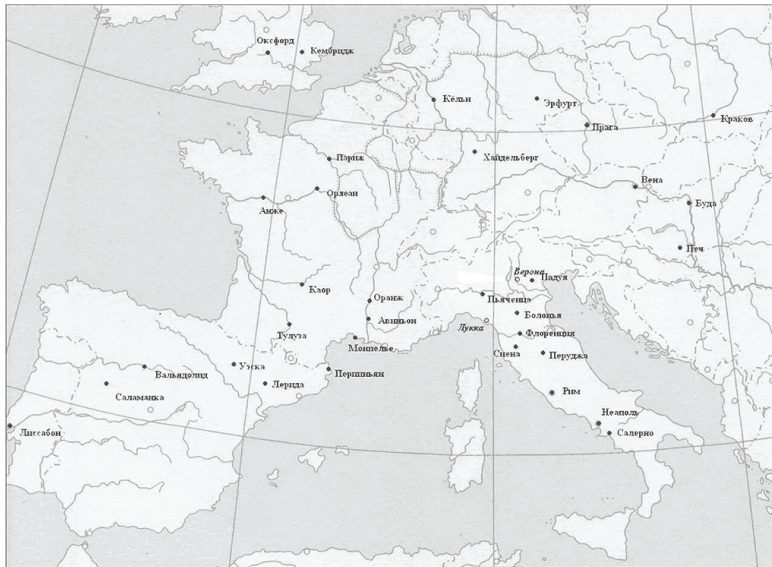 Оксфорд
Кембридж
Кёльн
Эрфурт
Прага
Краков
Париж
Хайдельберг
Орлеан
Анже
Вена
Буда
Печ
Верона
Падуя
Каор
Оранж
Пьяченца
Авиньон
Болонья
Лукка
Тулуза
Флоренция
Монпелье
Сиена
Перуджа
Уэска
Перпиньян
Вальядолид
Лерида
Саламанка
Рим
Неаполь
Лиссабон
Салерно